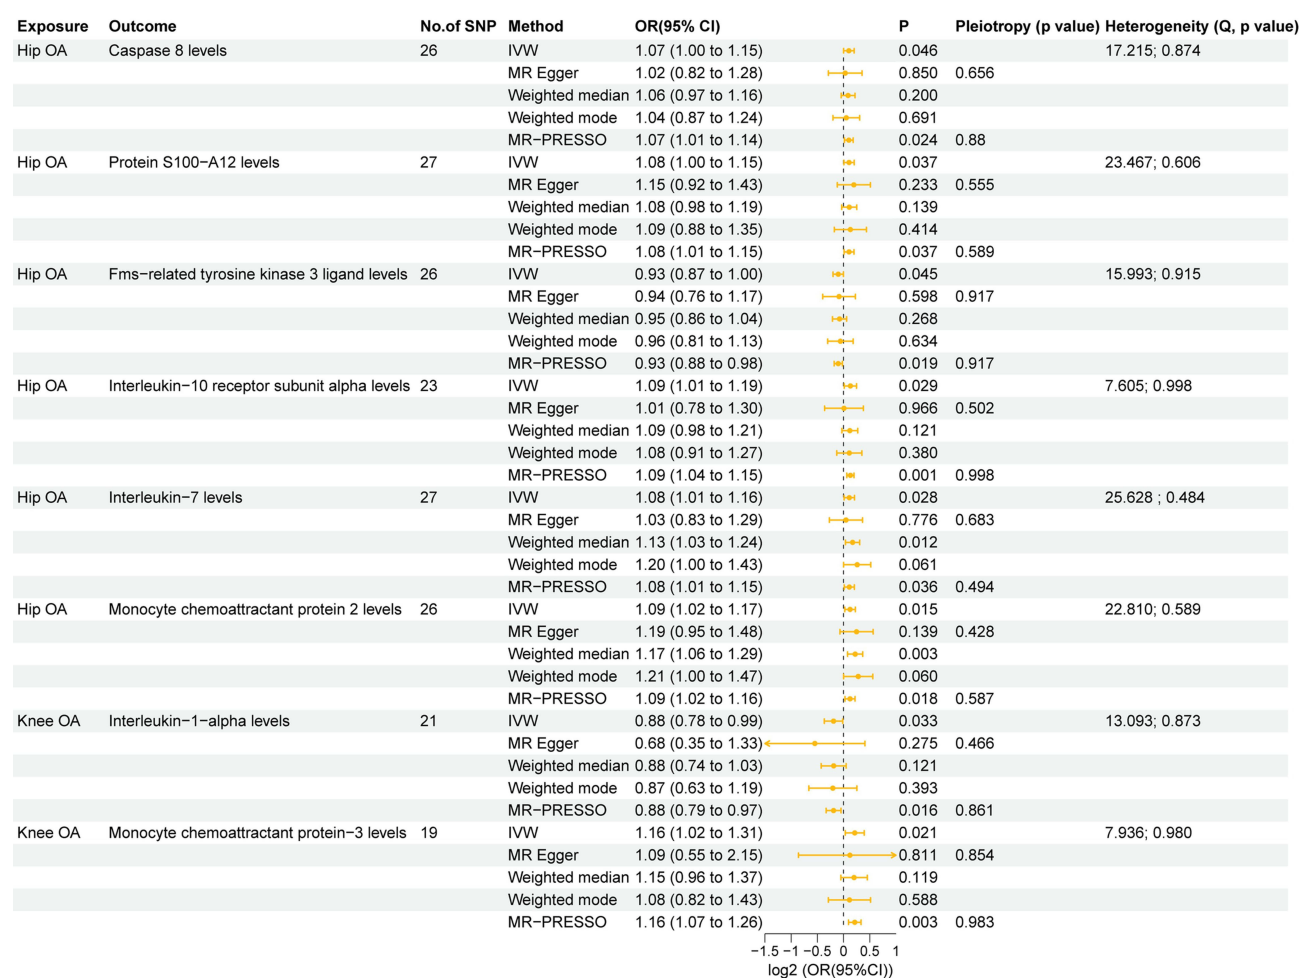 Exposure Outcome No.of SNP Method OR(95% CI) P Pleiotropy (p value) Heterogeneity (Q, p value)
Hip OA Caspase 8 levels 26 IVW 1.07 (1.00 to 1.15) 0.046 17.215; 0.874
MR Egger 1.02 (0.82 to 1.28) 0.850 0.656
Weighted median 1.06 (0.97 to 1.16) 0.200
Weighted mode 1.04 (0.87 to 1.24) 0.691
MR−PRESSO 1.07 (1.01 to 1.14) 0.024 0.88
Hip OA Protein S100−A12 levels 27 IVW 1.08 (1.00 to 1.15) 0.037 23.467; 0.606
MR Egger 1.15 (0.92 to 1.43) 0.233 0.555
Weighted median 1.08 (0.98 to 1.19) 0.139
Weighted mode 1.09 (0.88 to 1.35) 0.414
MR−PRESSO 1.08 (1.01 to 1.15) 0.037 0.589
Hip OA Fms−related tyrosine kinase 3 ligand levels 26 IVW 0.93 (0.87 to 1.00) 0.045 15.993; 0.915
MR Egger 0.94 (0.76 to 1.17) 0.598 0.917
Weighted median 0.95 (0.86 to 1.04) 0.268
Weighted mode 0.96 (0.81 to 1.13) 0.634
MR−PRESSO 0.93 (0.88 to 0.98) 0.019 0.917
Hip OA Interleukin−10 receptor subunit alpha levels 23 IVW 1.09 (1.01 to 1.19) 0.029 7.605; 0.998
MR Egger 1.01 (0.78 to 1.30) 0.966 0.502
Weighted median 1.09 (0.98 to 1.21) 0.121
Weighted mode 1.08 (0.91 to 1.27) 0.380
MR−PRESSO 1.09 (1.04 to 1.15) 0.001 0.998
Hip OA Interleukin−7 levels 27 IVW 1.08 (1.01 to 1.16) 0.028 25.628 ; 0.484
MR Egger 1.03 (0.83 to 1.29) 0.776 0.683
Weighted median 1.13 (1.03 to 1.24) 0.012
Weighted mode 1.20 (1.00 to 1.43) 0.061
MR−PRESSO 1.08 (1.01 to 1.15) 0.036 0.494
Hip OA Monocyte chemoattractant protein 2 levels 26 IVW 1.09 (1.02 to 1.17) 0.015 22.810; 0.589
MR Egger 1.19 (0.95 to 1.48) 0.139 0.428
Weighted median 1.17 (1.06 to 1.29) 0.003
Weighted mode 1.21 (1.00 to 1.47) 0.060
MR−PRESSO 1.09 (1.02 to 1.16) 0.018 0.587
Knee OA Interleukin−1−alpha levels 21 IVW 0.88 (0.78 to 0.99) 0.033 13.093; 0.873
MR Egger 0.68 (0.35 to 1.33) 0.275 0.466
Weighted median 0.88 (0.74 to 1.03) 0.121
Weighted mode 0.87 (0.63 to 1.19) 0.393
MR−PRESSO 0.88 (0.79 to 0.97) 0.016 0.861
Knee OA Monocyte chemoattractant protein−3 levels 19 IVW 1.16 (1.02 to 1.31) 0.021 7.936; 0.980
MR Egger 1.09 (0.55 to 2.15) 0.811 0.854
Weighted median 1.15 (0.96 to 1.37) 0.119
Weighted mode 1.08 (0.82 to 1.43) 0.588
MR−PRESSO 1.16 (1.07 to 1.26) 0.003 0.983
−1.5 −1 −0.5 0 0.5 1
log2 (OR(95%CI))